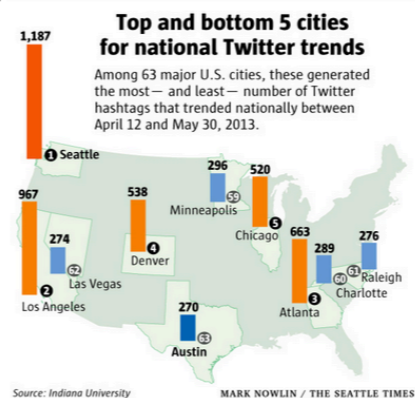 Top and bottom 5 cities
for national Twitter trends
Among 63 major U.S. cities, these generated
the most— and least— number of Twitter
hashtags that trended nationally between
April 12 and May 30, 2013.
1,187
1 Seattle
967
2
Los Angeles
274
62
Las Vegas
538
4
Denver
296
59
Minneapolis
520
5
Chicago
663
3
Atlanta
289
60
Charlotte
276
61
Raleigh
270
63
Austin
Source: Indiana University
MARK NOWLIN / THE SEATTLE TIMES